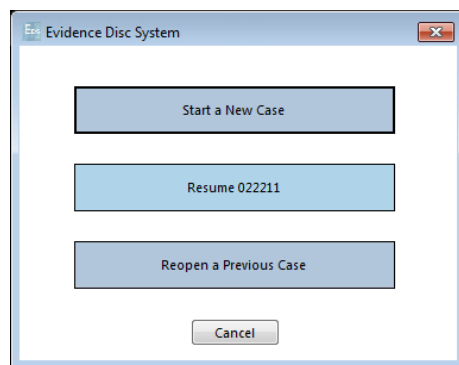 Evidence Disc System
Start a New Case
Resume 022211
Reopen a Previous Case
Cancel